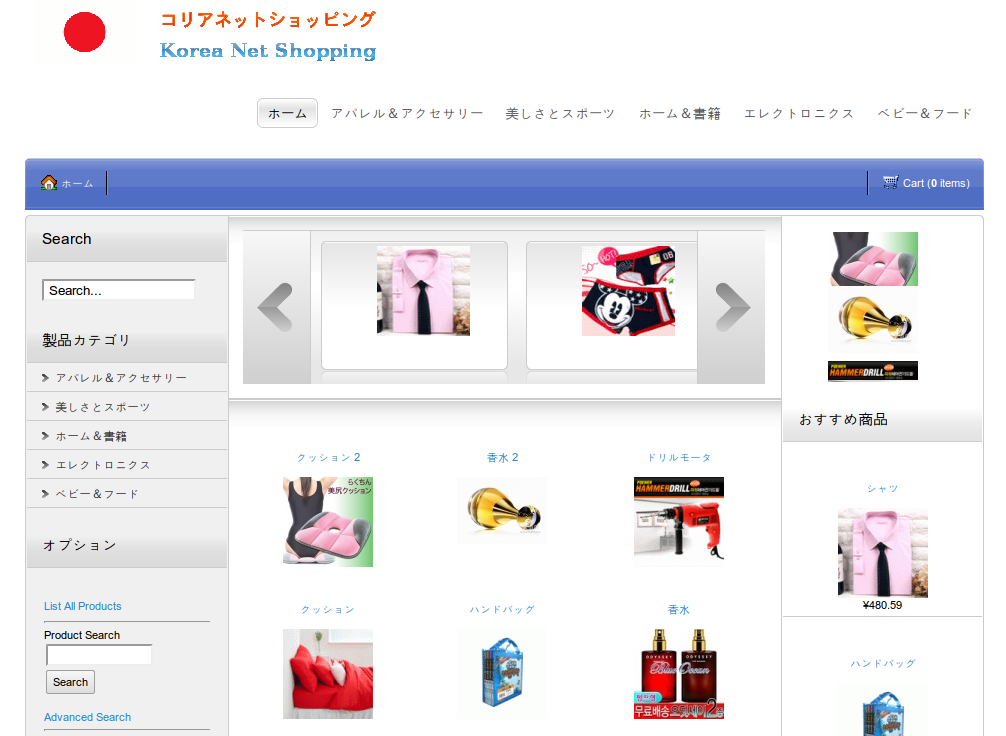 コリアネットショッピング
Korea Net Shopping
ホーム アパレル＆アクセサリー 美しさとスポーツ ホーム＆書籍 エレクトロニクス ベビー＆フード
ホーム
Cart (0 items)
Search
Search...
製品カテゴリ
アパレル＆アクセサリー
美しさとスポーツ
ホーム＆書籍
エレクトロニクス
ベビー＆フード
オプション
List All Products
Product Search
Search
Advanced Search
HOT!
クッション２
香水２
ドリルモータ
らくちん
美尻クッション
HAMMERDRILL
クッション
ハンドバッグ
香水
ODYSSEY ODYSSEY
Blue Ocean
무료배송
HAMMERDRILL
おすすめ商品
シャツ
¥480.59
ハンドバッグ